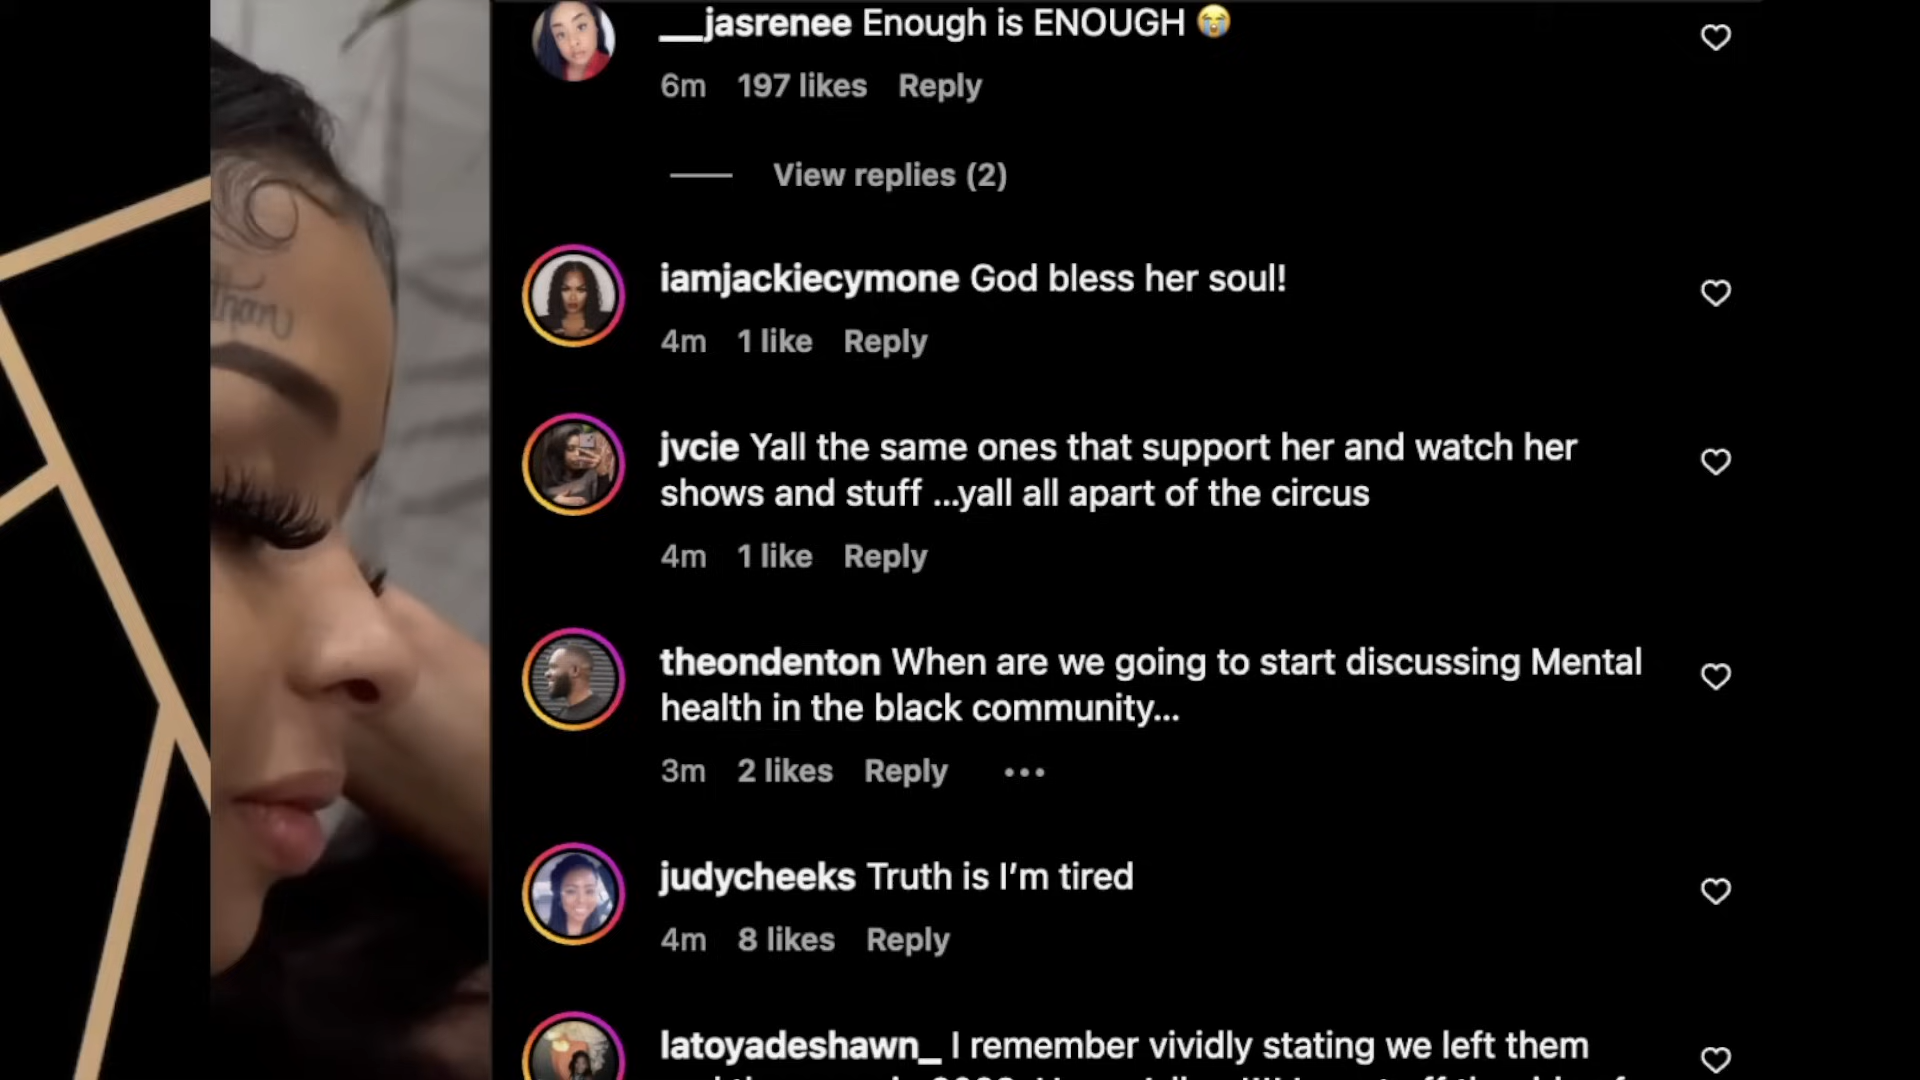 __jasrenee Enough is ENOUGH 😭
6m 197 likes Reply
View replies (2)
iamjackiecymone God bless her soul!
4m 1 like Reply
jvcie Yall the same ones that support her and watch her
shows and stuff ...yall all apart of the circus
4m 1 like Reply
theondenton When are we going to start discussing Mental
health in the black community...
3m 2 likes Reply ...
judycheeks Truth is I’m tired
4m 8 likes Reply
latoyadeshawn_ I remember vividly stating we left them